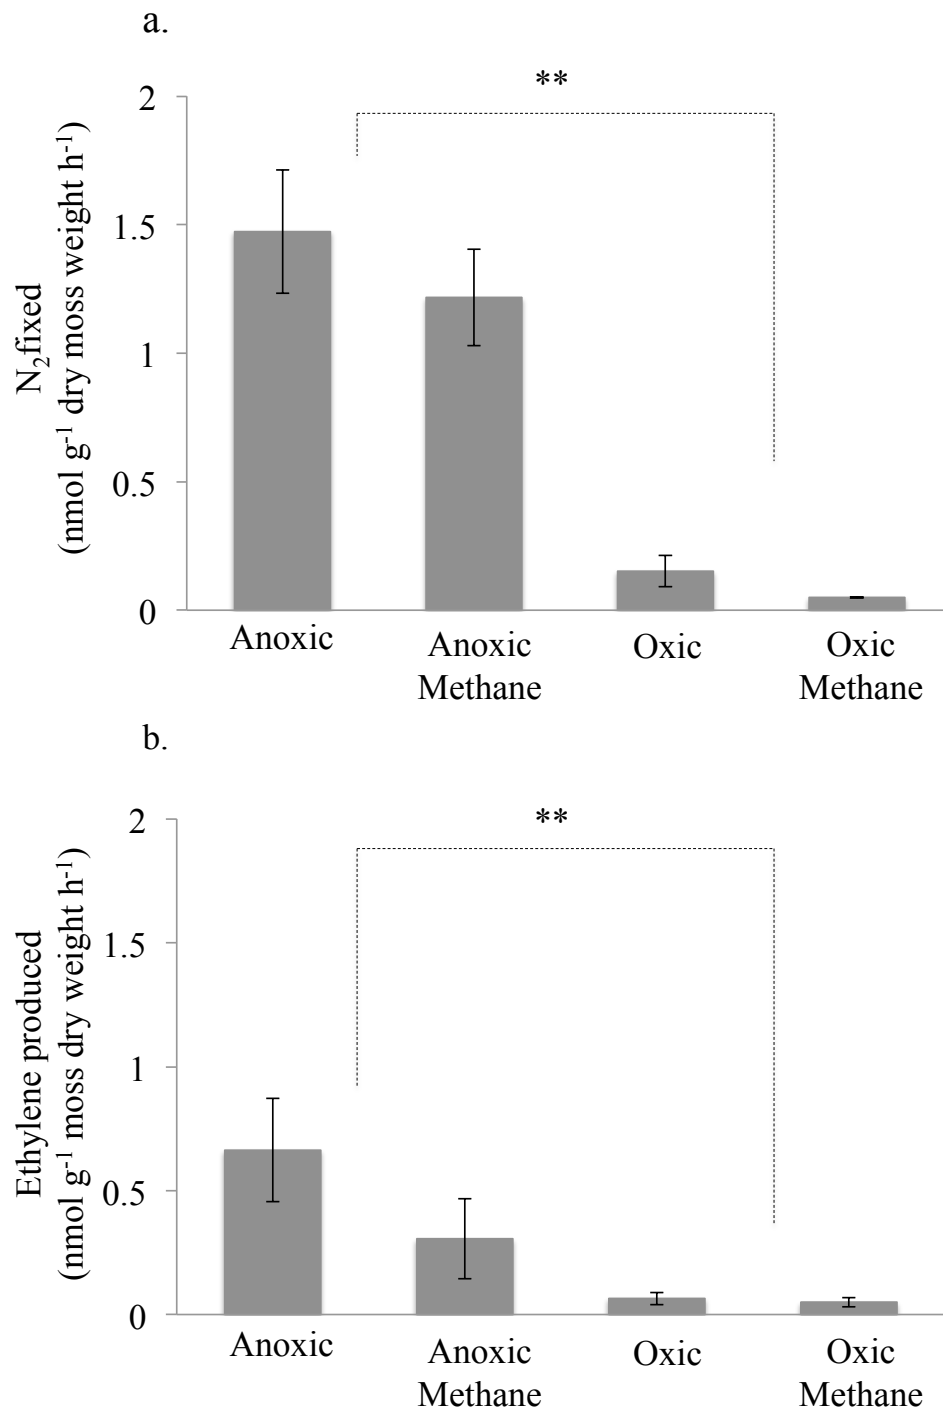 a.
**
N₂fixed
(nmol g⁻¹ dry moss weight h⁻¹)
2
1.5
1
0.5
0
Anoxic
Anoxic
Methane
Oxic
Oxic
Methane
b.
**
Ethylene produced
(nmol g⁻¹ moss dry weight h⁻¹)
2
1.5
1
0.5
0
Anoxic
Anoxic
Methane
Oxic
Oxic
Methane